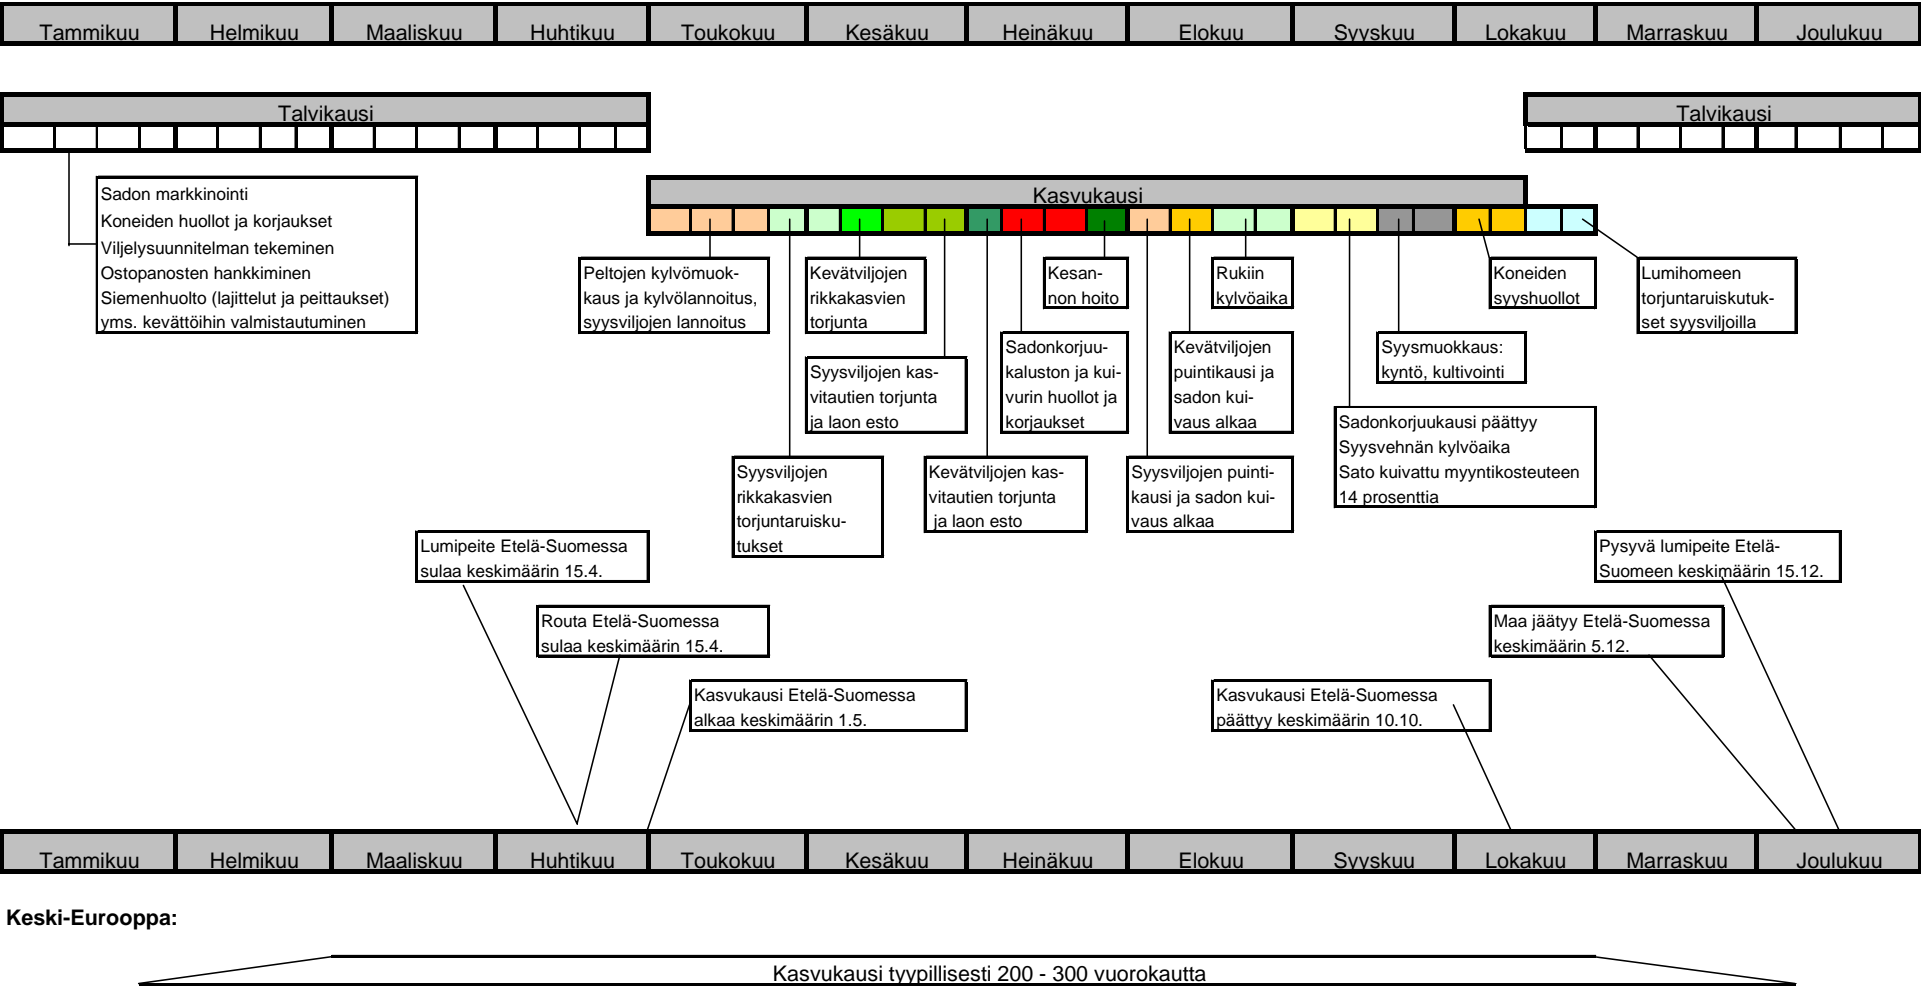 Tammikuu Helmikuu Maaliskuu Huhtikuu Toukokuu Kesäkuu Heinäkuu Elokuu Syyskuu Lokakuu Marraskuu Joulukuu
Talvikausi
Talvikausi
Sadon markkinointi
Koneiden huollot ja korjaukset
Viljelysuunnitelman tekeminen
Ostopanosten hankkiminen
Siemenhuolto (lajittelut ja peittaukset)
yms. kevättöihin valmistautuminen
Kasvukausi
Peltojen kylvömuok-
kaus ja kylvölannoitus,
syysviljojen lannoitus
Kevätviljojen
rikkakasvien
torjunta
Kesan-
non hoito
Rukiin
kylvöaika
Koneiden
syyshuollot
Lumihomeen
torjuntaruiskutuk-
set syysviljoilla
Syysviljojen kas-
vitautien torjunta
ja laon esto
Sadonkorjuu-
kaluston ja kui-
vurin huollot ja
korjaukset
Kevätviljojen
puintikausi ja
sadon kui-
vaus alkaa
Syysmuokkaus:
kyntö, kultivointi
Sadonkorjuukausi päättyy
Syysvehnän kylvöaika
Sato kuivattu myyntikosteuteen
14 prosenttia
Syysviljojen
rikkakasvien
torjuntaruisku-
tukset
Kevätviljojen kas-
vitautien torjunta
ja laon esto
Syysviljojen puinti-
kausi ja sadon kui-
vaus alkaa
Lumipeite Etelä-Suomessa
sulaa keskimäärin 15.4.
Pysyvä lumipeite Etelä-
Suomeen keskimäärin 15.12.
Routa Etelä-Suomessa
sulaa keskimäärin 15.4.
Maa jäätyy Etelä-Suomessa
keskimäärin 5.12.
Kasvukausi Etelä-Suomessa
alkaa keskimäärin 1.5.
Kasvukausi Etelä-Suomessa
päättyy keskimäärin 10.10.
Tammikuu Helmikuu Maaliskuu Huhtikuu Toukokuu Kesäkuu Heinäkuu Elokuu Syyskuu Lokakuu Marraskuu Joulukuu
Keski-Eurooppa:
Kasvukausi tyypillisesti 200 - 300 vuorokautta